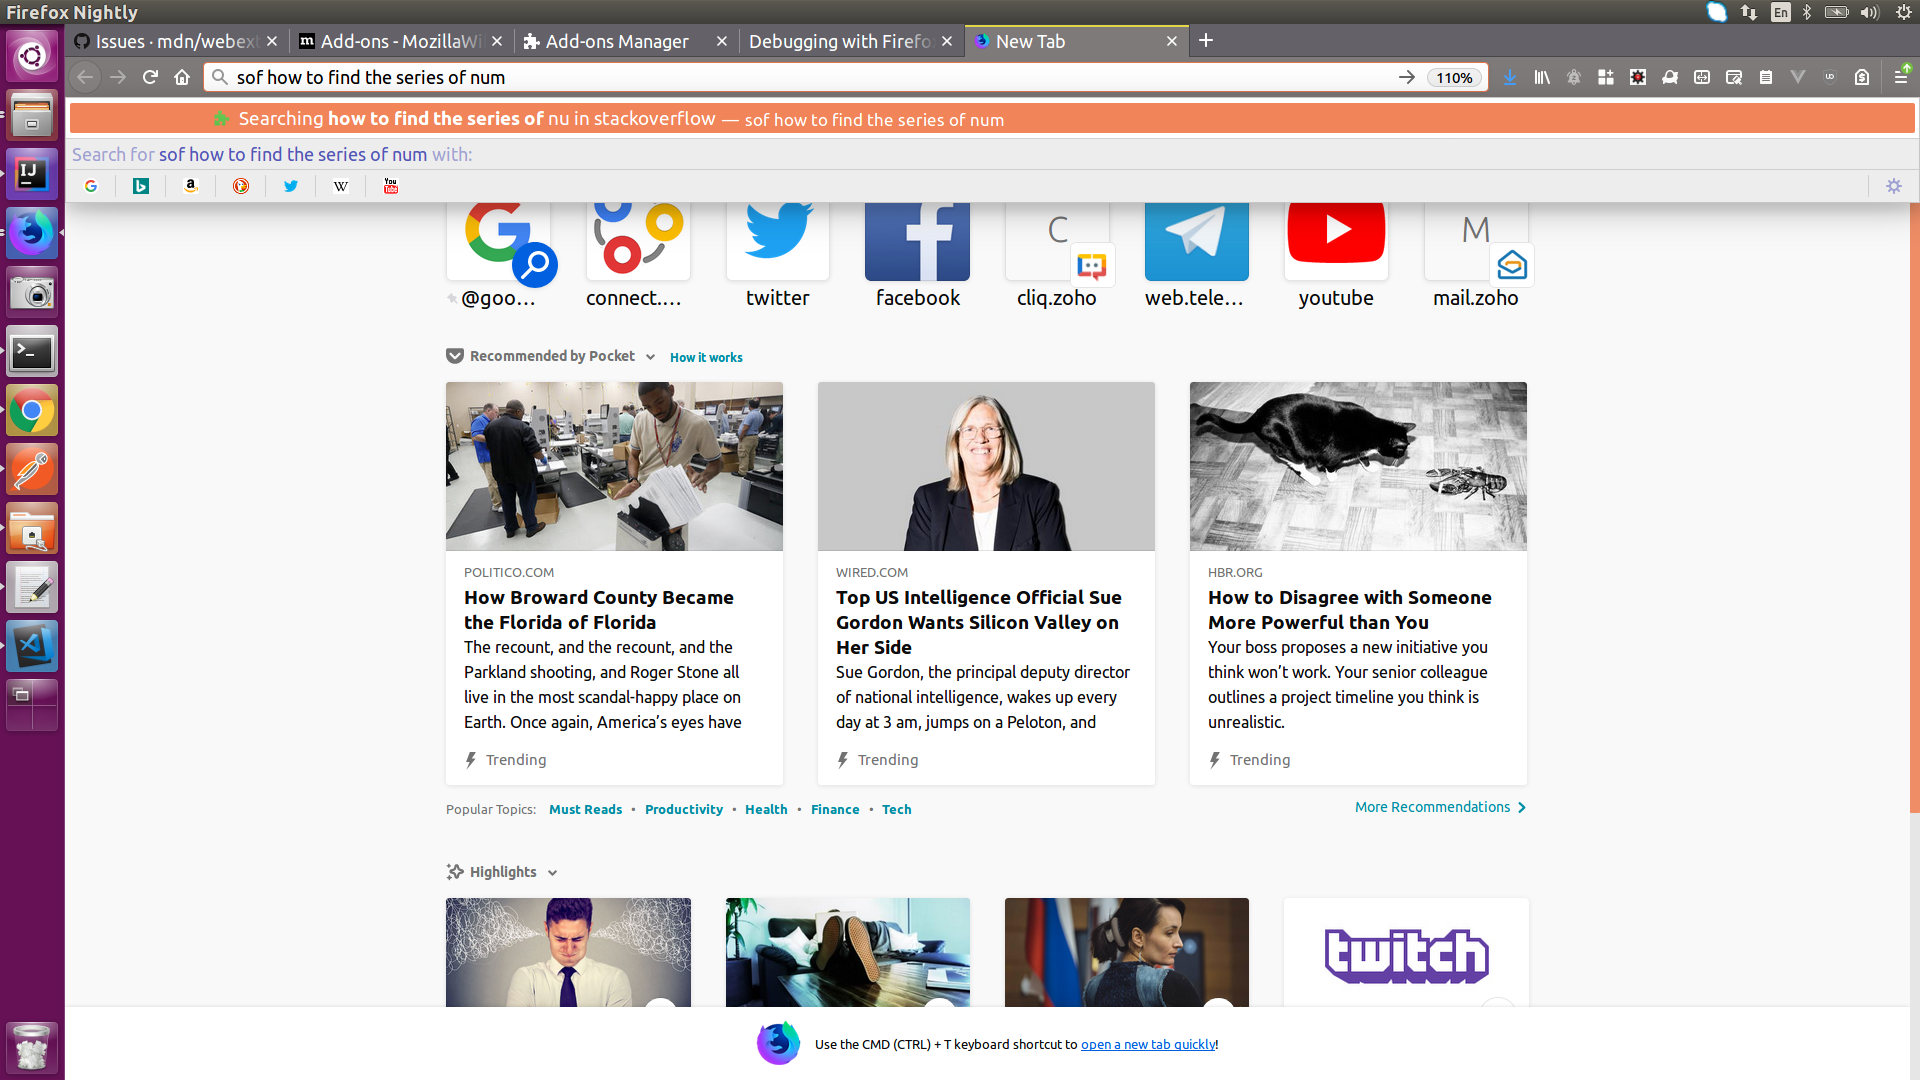 Firefox Nightly
En
Issues · mdn/webext
Add-ons - MozillaWi
Add-ons Manager
Debugging with Firefo
New Tab
sof how to find the series of num
110%
Searching how to find the series of nu in stackoverflow — sof how to find the series of num
Search for sof how to find the series of num with:
@goo...
connect....
twitter
facebook
C
cliq.zoho
web.tele...
youtube
M
mail.zoho
Recommended by Pocket
How it works
POLITICO.COM
How Broward County Became
the Florida of Florida
The recount, and the recount, and the
Parkland shooting, and Roger Stone all
live in the most scandal-happy place on
Earth. Once again, America’s eyes have
Trending
WIRED.COM
Top US Intelligence Official Sue
Gordon Wants Silicon Valley on
Her Side
Sue Gordon, the principal deputy director
of national intelligence, wakes up every
day at 3 am, jumps on a Peloton, and
Trending
HBR.ORG
How to Disagree with Someone
More Powerful than You
Your boss proposes a new initiative you
think won’t work. Your senior colleague
outlines a project timeline you think is
unrealistic.
Trending
Popular Topics: Must Reads • Productivity • Health • Finance • Tech
More Recommendations
Highlights
twitch
Use the CMD (CTRL) + T keyboard shortcut to open a new tab quickly!